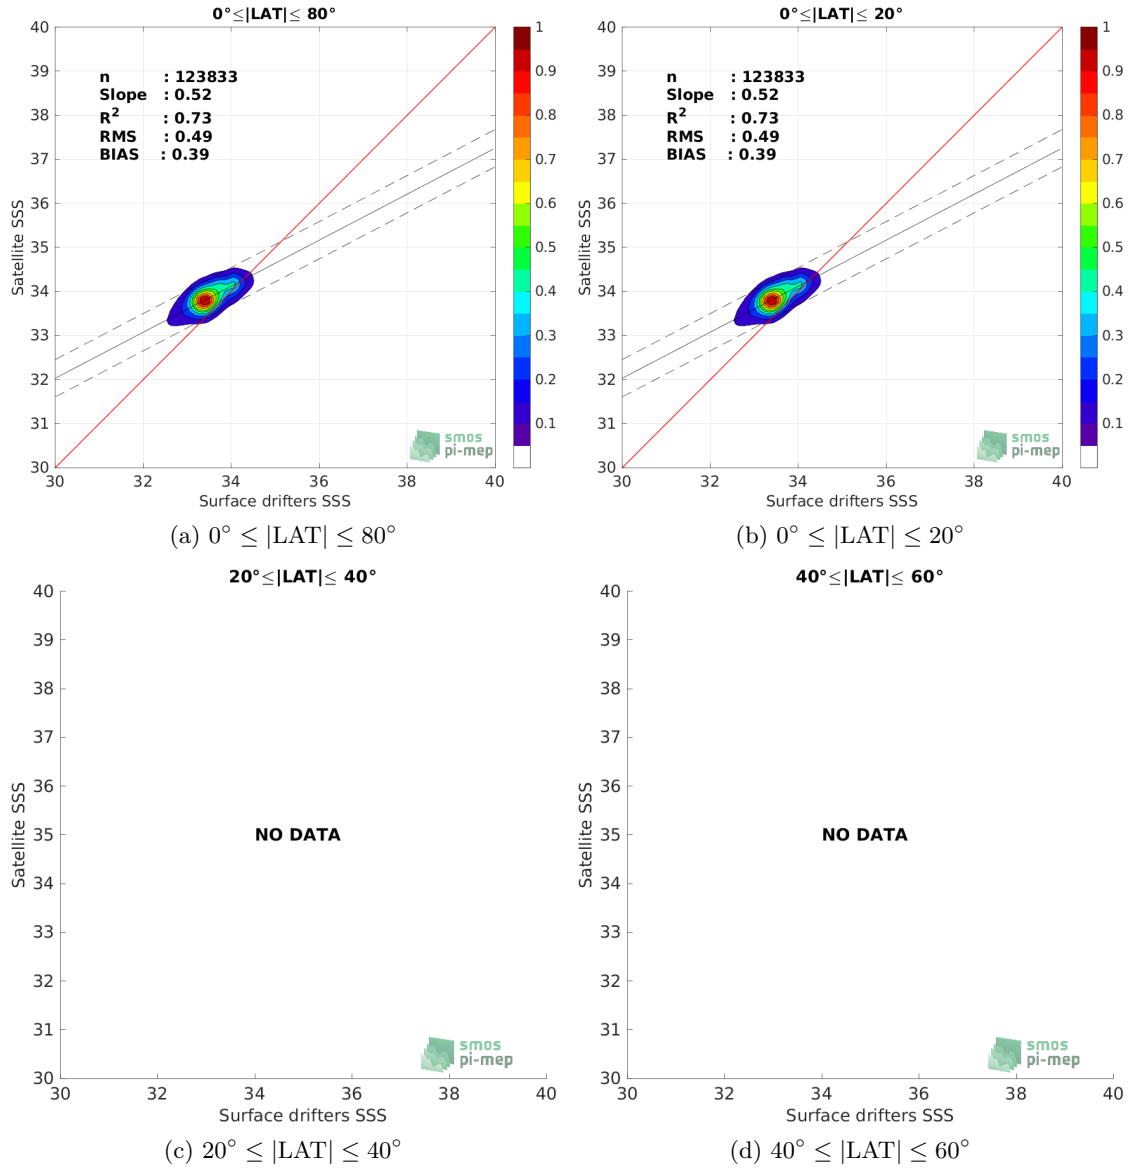 0°≤|LAT|≤ 80°
40
39
38
37
36
35
34
33
32
31
30
Satellite SSS
n : 123833
Slope : 0.52
R² : 0.73
RMS : 0.49
BIAS : 0.39
smos
pi-mep
30 32 34 36 38 40
Surface drifters SSS
1
0.9
0.8
0.7
0.6
0.5
0.4
0.3
0.2
0.1
(a) 0° ≤ |LAT| ≤ 80°
0°≤|LAT|≤ 20°
40
39
38
37
36
35
34
33
32
31
30
Satellite SSS
n : 123833
Slope : 0.52
R² : 0.73
RMS : 0.49
BIAS : 0.39
smos
pi-mep
30 32 34 36 38 40
Surface drifters SSS
1
0.9
0.8
0.7
0.6
0.5
0.4
0.3
0.2
0.1
(b) 0° ≤ |LAT| ≤ 20°
20°≤|LAT|≤ 40°
40
39
38
37
36
35
34
33
32
31
30
Satellite SSS
NO DATA
smos
pi-mep
30 32 34 36 38 40
Surface drifters SSS
(c) 20° ≤ |LAT| ≤ 40°
40°≤|LAT|≤ 60°
40
39
38
37
36
35
34
33
32
31
30
Satellite SSS
NO DATA
smos
pi-mep
30 32 34 36 38 40
Surface drifters SSS
(d) 40° ≤ |LAT| ≤ 60°